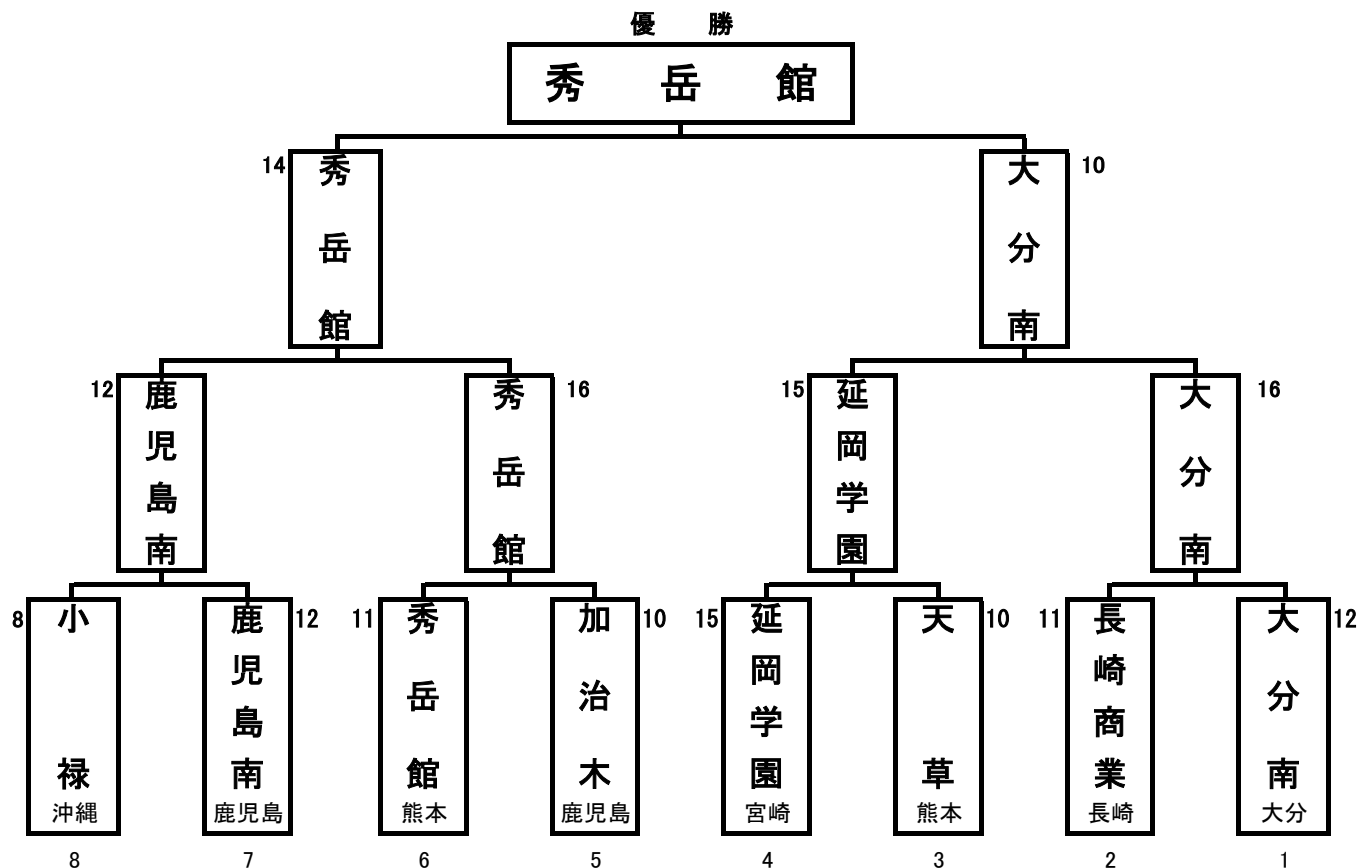 優 勝
秀 岳 館
14 秀岳館 大分南 10
12 鹿児島南 秀岳館 16 15 延岡学園 大分南 16
8 小禄 鹿児島南 12 11 秀岳館 加治木 10 15 延岡学園 天草 10 11 長崎商業 大分南 12
沖縄 鹿児島 熊本 鹿児島 宮崎 熊本 長崎 大分
8 7 6 5 4 3 2 1